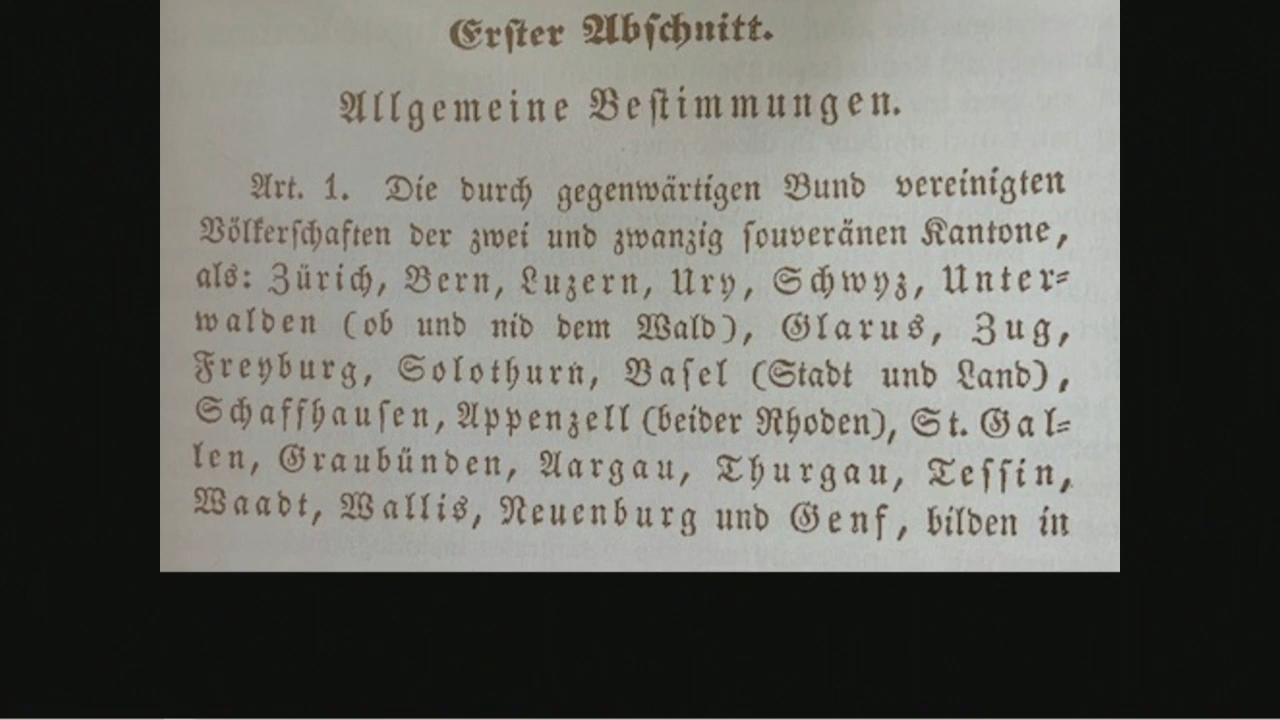 Erſter Abſchnitt.
Allgemeine Beſtimmungen.
Art. 1. Die durch gegenwärtigen Bund vereinigten
Völkerſchaften der zwei und zwanzig ſouveränen Kantone,
als: Zürich, Bern, Luzern, Ury, Schwyz, Unter⸗
walden (ob und nid dem Wald), Glarus, Zug,
Freyburg, Solothurn, Baſel (Stadt und Land),
Schaffhauſen, Appenzell (beider Rhoden), St. Gal⸗
len, Graubünden, Aargau, Thurgau, Teſſin,
Waadt, Wallis, Neuenburg und Genf, bilden in